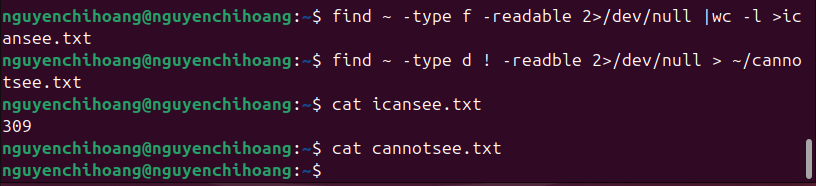 nguyenchihoang@nguyenchihoang:~$ find ~ -type f -readable 2>/dev/null |wc -l >ic
ansee.txt
nguyenchihoang@nguyenchihoang:~$ find ~ -type d ! -readble 2>/dev/null > ~/canno
tsee.txt
nguyenchihoang@nguyenchihoang:~$ cat icansee.txt
309
nguyenchihoang@nguyenchihoang:~$ cat cannotsee.txt
nguyenchihoang@nguyenchihoang:~$